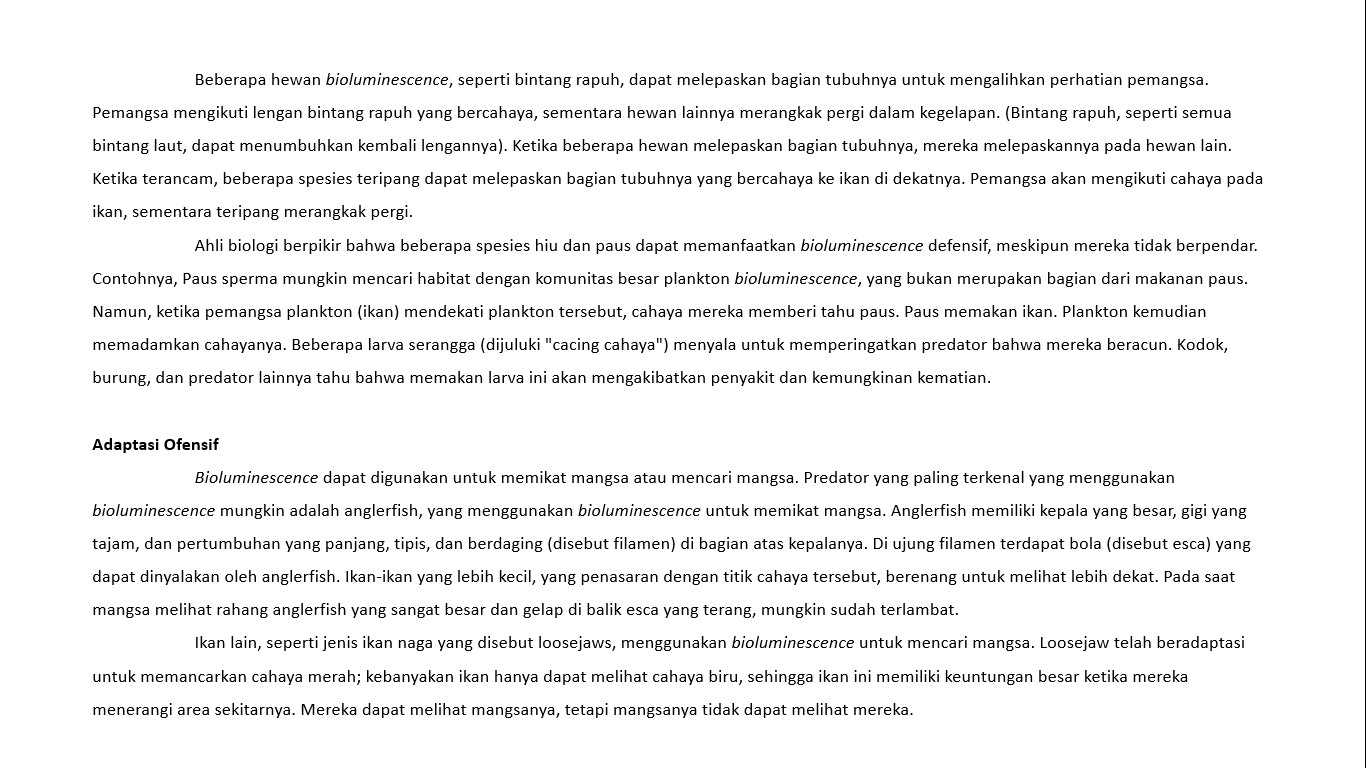 Beberapa hewan bioluminescence, seperti bintang rapuh, dapat melepaskan bagian tubuhnya untuk mengalihkan perhatian pemangsa.
Pemangsa mengikuti lengan bintang rapuh yang bercahaya, sementara hewan lainnya merangkak pergi dalam kegelapan. (Bintang rapuh, seperti semua
bintang laut, dapat menumbuhkan kembali lengannya). Ketika beberapa hewan melepaskan bagian tubuhnya, mereka melepaskannya pada hewan lain.
Ketika terancam, beberapa spesies teripang dapat melepaskan bagian tubuhnya yang bercahaya ke ikan di dekatnya. Pemangsa akan mengikuti cahaya pada
ikan, sementara teripang merangkak pergi.
Ahli biologi berpikir bahwa beberapa spesies hiu dan paus dapat memanfaatkan bioluminescence defensif, meskipun mereka tidak berpendar.
Contohnya, Paus sperma mungkin mencari habitat dengan komunitas besar plankton bioluminescence, yang bukan merupakan bagian dari makanan paus.
Namun, ketika pemangsa plankton (ikan) mendekati plankton tersebut, cahaya mereka memberi tahu paus. Paus memakan ikan. Plankton kemudian
memadamkan cahayanya. Beberapa larva serangga (dijuluki "cacing cahaya") menyala untuk memperingatkan predator bahwa mereka beracun. Kodok,
burung, dan predator lainnya tahu bahwa memakan larva ini akan mengakibatkan penyakit dan kemungkinan kematian.
Adaptasi Ofensif
Bioluminescence dapat digunakan untuk memikat mangsa atau mencari mangsa. Predator yang paling terkenal yang menggunakan
bioluminescence mungkin adalah anglerfish, yang menggunakan bioluminescence untuk memikat mangsa. Anglerfish memiliki kepala yang besar, gigi yang
tajam, dan pertumbuhan yang panjang, tipis, dan berdaging (disebut filamen) di bagian atas kepalanya. Di ujung filamen terdapat bola (disebut esca) yang
dapat dinyalakan oleh anglerfish. Ikan-ikan yang lebih kecil, yang penasaran dengan titik cahaya tersebut, berenang untuk melihat lebih dekat. Pada saat
mangsa melihat rahang anglerfish yang sangat besar dan gelap di balik esca yang terang, mungkin sudah terlambat.
Ikan lain, seperti jenis ikan naga yang disebut loosejaws, menggunakan bioluminescence untuk mencari mangsa. Loosejaw telah beradaptasi
untuk memancarkan cahaya merah; kebanyakan ikan hanya dapat melihat cahaya biru, sehingga ikan ini memiliki keuntungan besar ketika mereka
menerangi area sekitarnya. Mereka dapat melihat mangsanya, tetapi mangsanya tidak dapat melihat mereka.